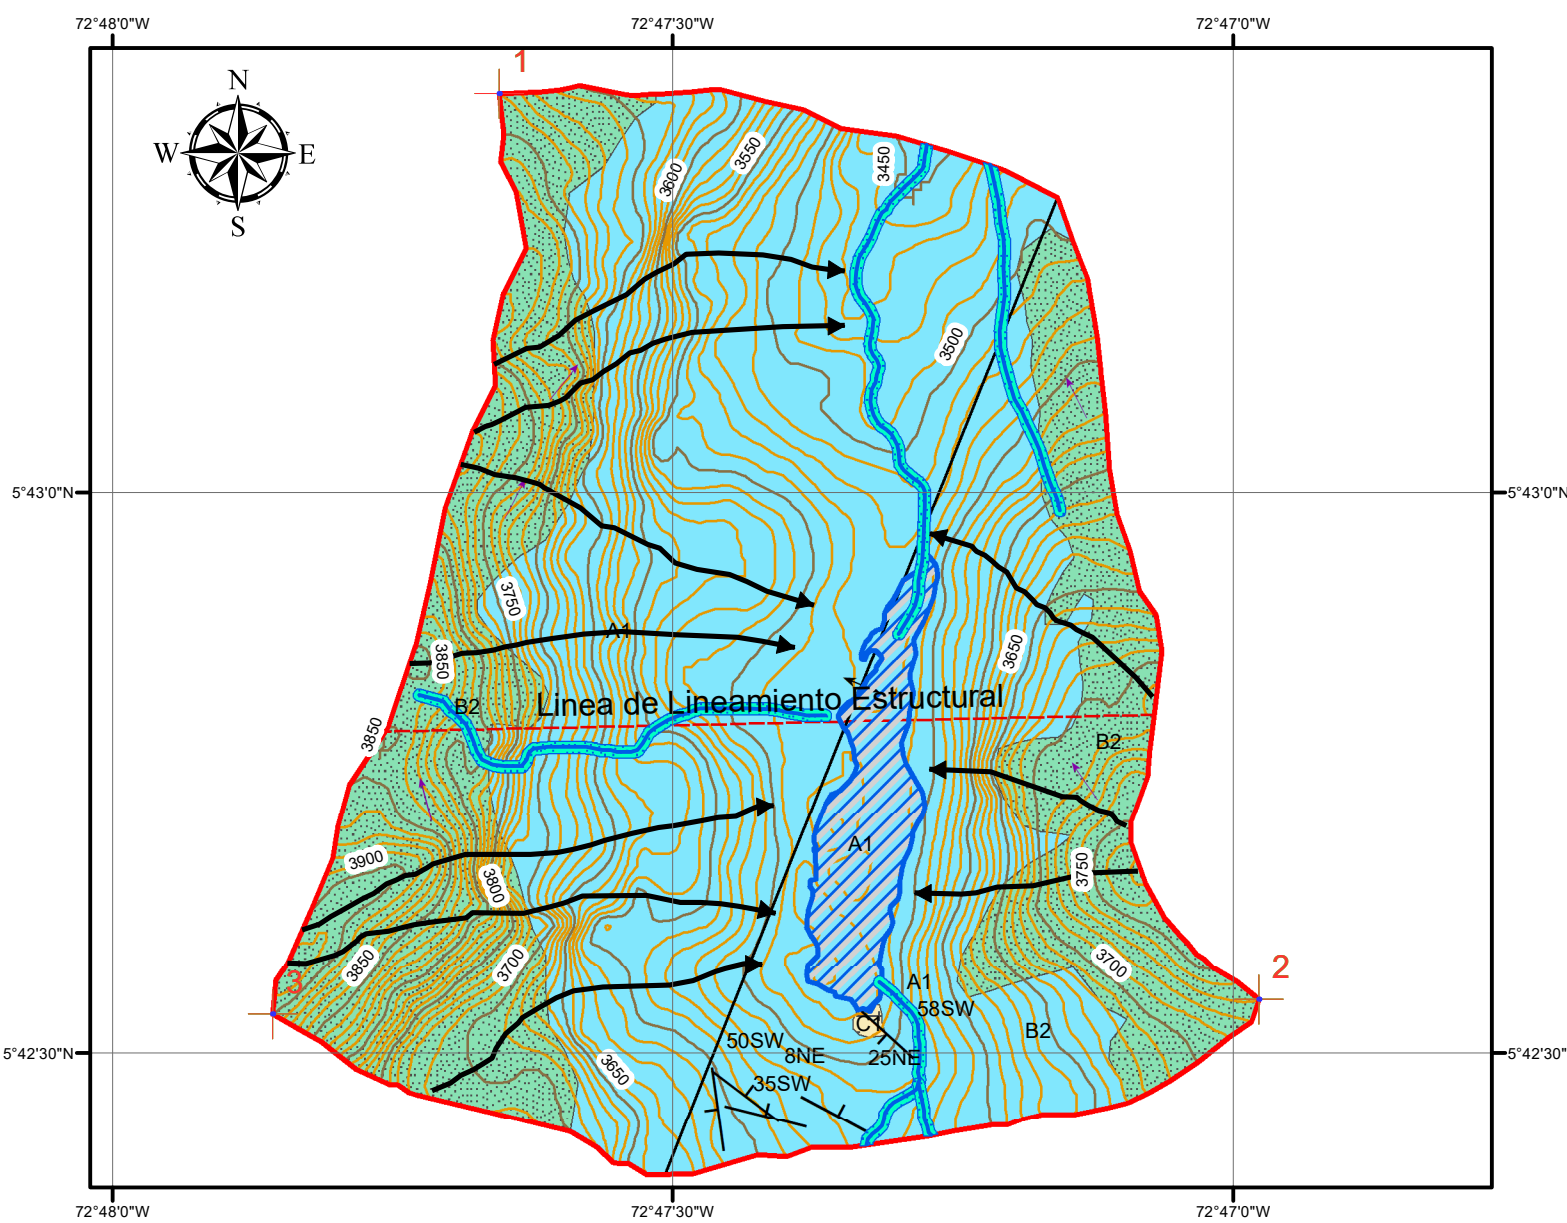 72°48'0"W
72°47'30"W
72°47'0"W
1
N
W
E
S
3600
3550
3450
3500
5°43'0"N
5°43'0"N
3750
A1
3650
3850
B2
Linea de Lineamiento Estructural
3850
B2
A1
3900
3800
3750
3850
3700
3700
2
3
A1
58SW
C1
B2
50SW
8NE
25NE
5°42'30"N
5°42'30"
3650
35SW
72°48'0"W
72°47'30"W
72°47'0"W